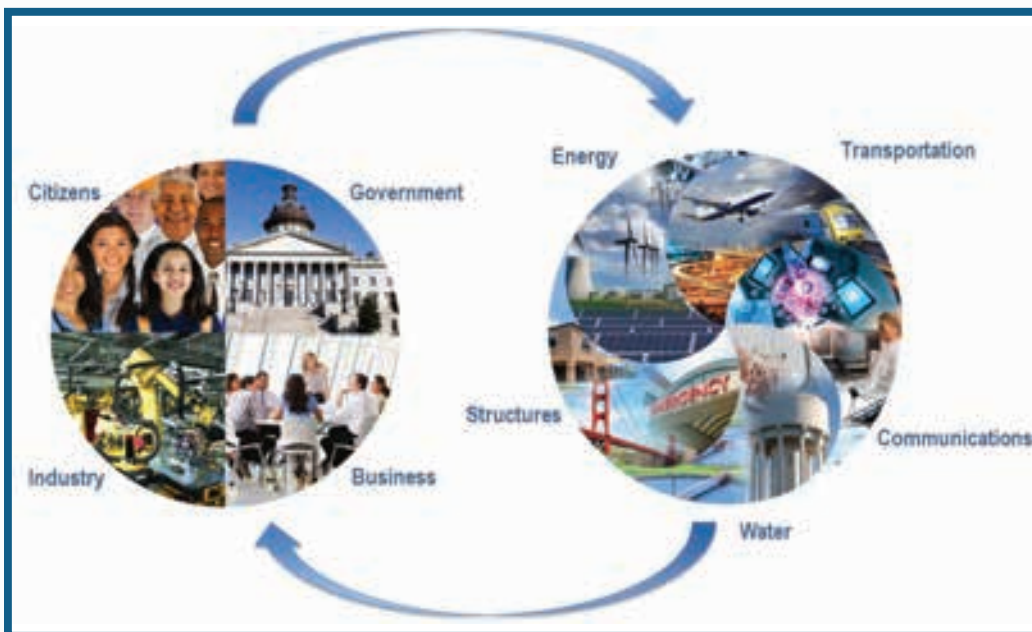 Citizens
Government
Industry
Business
Energy
Transportation
Structures
Communications
Water